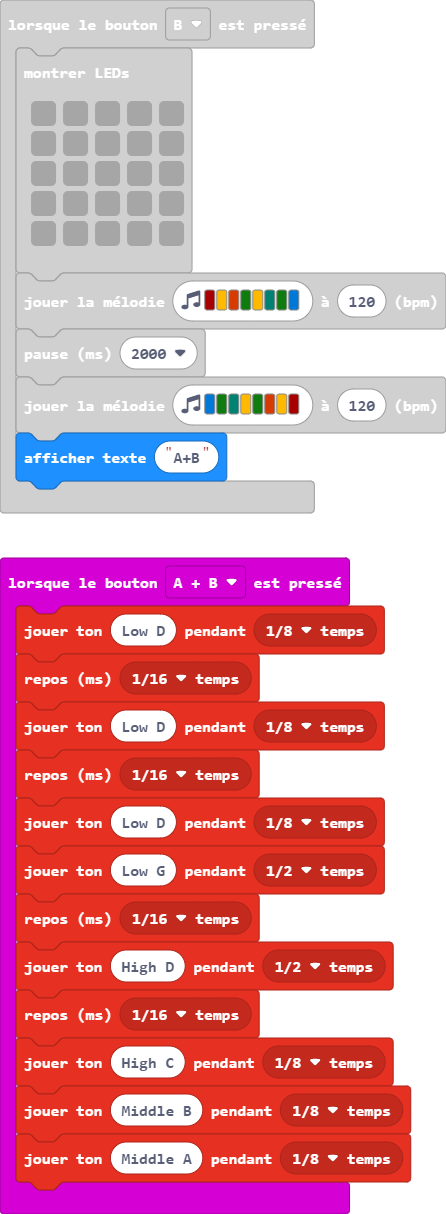 lorsque le bouton B est pressé
montrer LEDs
jouer la mélodie à 120 (bpm)
pause (ms) 2000
jouer la mélodie à 120 (bpm)
afficher texte "A+B"
lorsque le bouton A + B est pressé
jouer ton Low D pendant 1/8 temps
repos (ms) 1/16 temps
jouer ton Low D pendant 1/8 temps
repos (ms) 1/16 temps
jouer ton Low D pendant 1/8 temps
jouer ton Low G pendant 1/2 temps
repos (ms) 1/16 temps
jouer ton High D pendant 1/2 temps
repos (ms) 1/16 temps
jouer ton High C pendant 1/8 temps
jouer ton Middle B pendant 1/8 temps
jouer ton Middle A pendant 1/8 temps